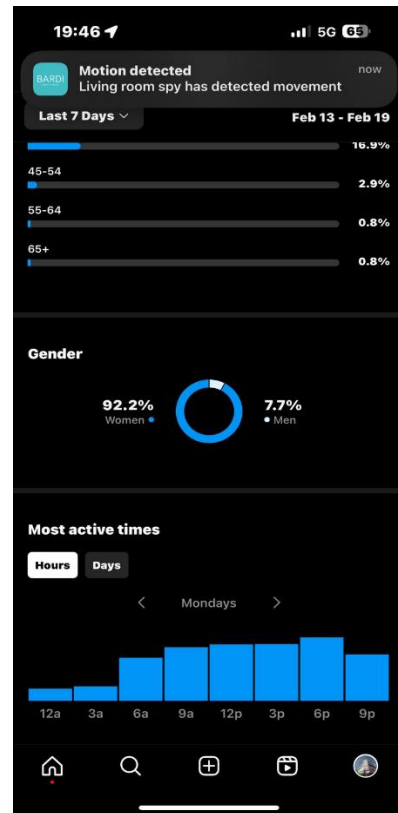 19:46 5G 65
BARDI Motion detected now
Living room spy has detected movement
Last 7 Days Feb 13 - Feb 19
16.9%
45-54
2.9%
55-64
0.8%
65+
0.8%
Gender
92.2% 7.7%
Women Men
Most active times
Hours Days
Mondays
12a 3a 6a 9a 12p 3p 6p 9p